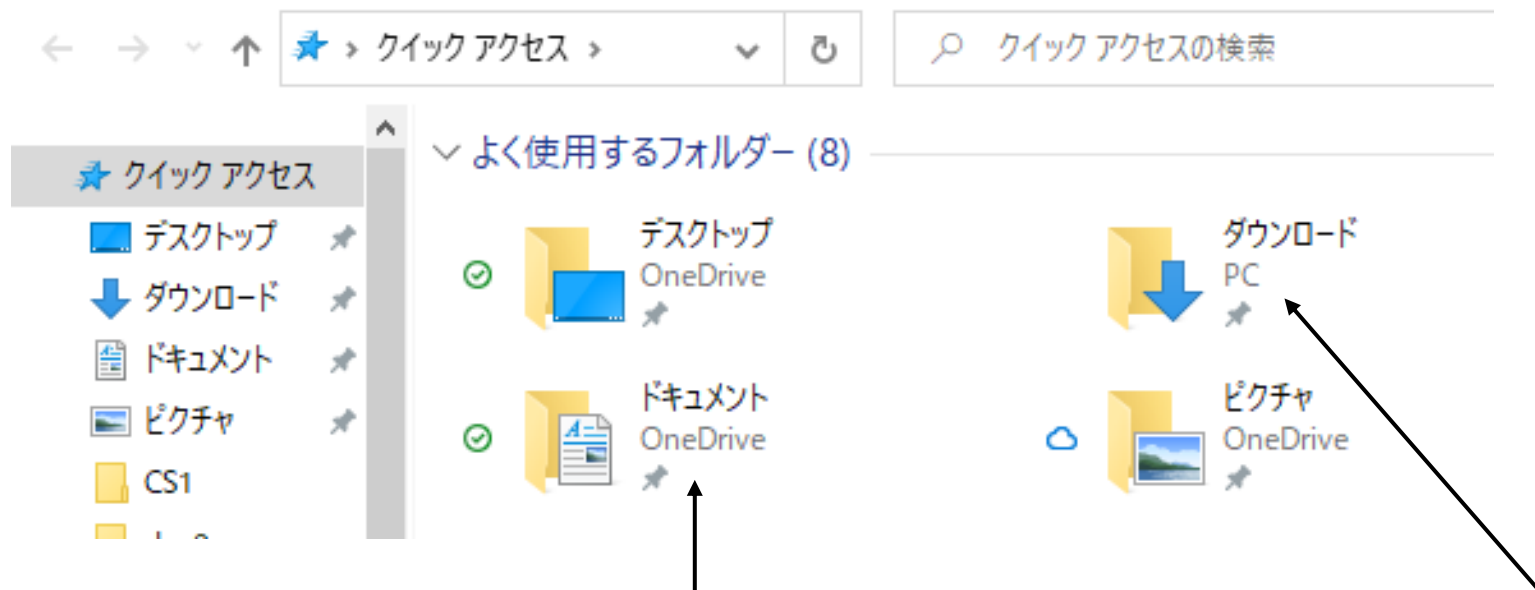 クイック アクセス
クイック アクセスの検索
クイック アクセス
デスクトップ
ダウンロード
ドキュメント
ピクチャ
CS1
よく使用するフォルダー (8)
デスクトップ
OneDrive
ダウンロード
PC
ドキュメント
OneDrive
ピクチャ
OneDrive